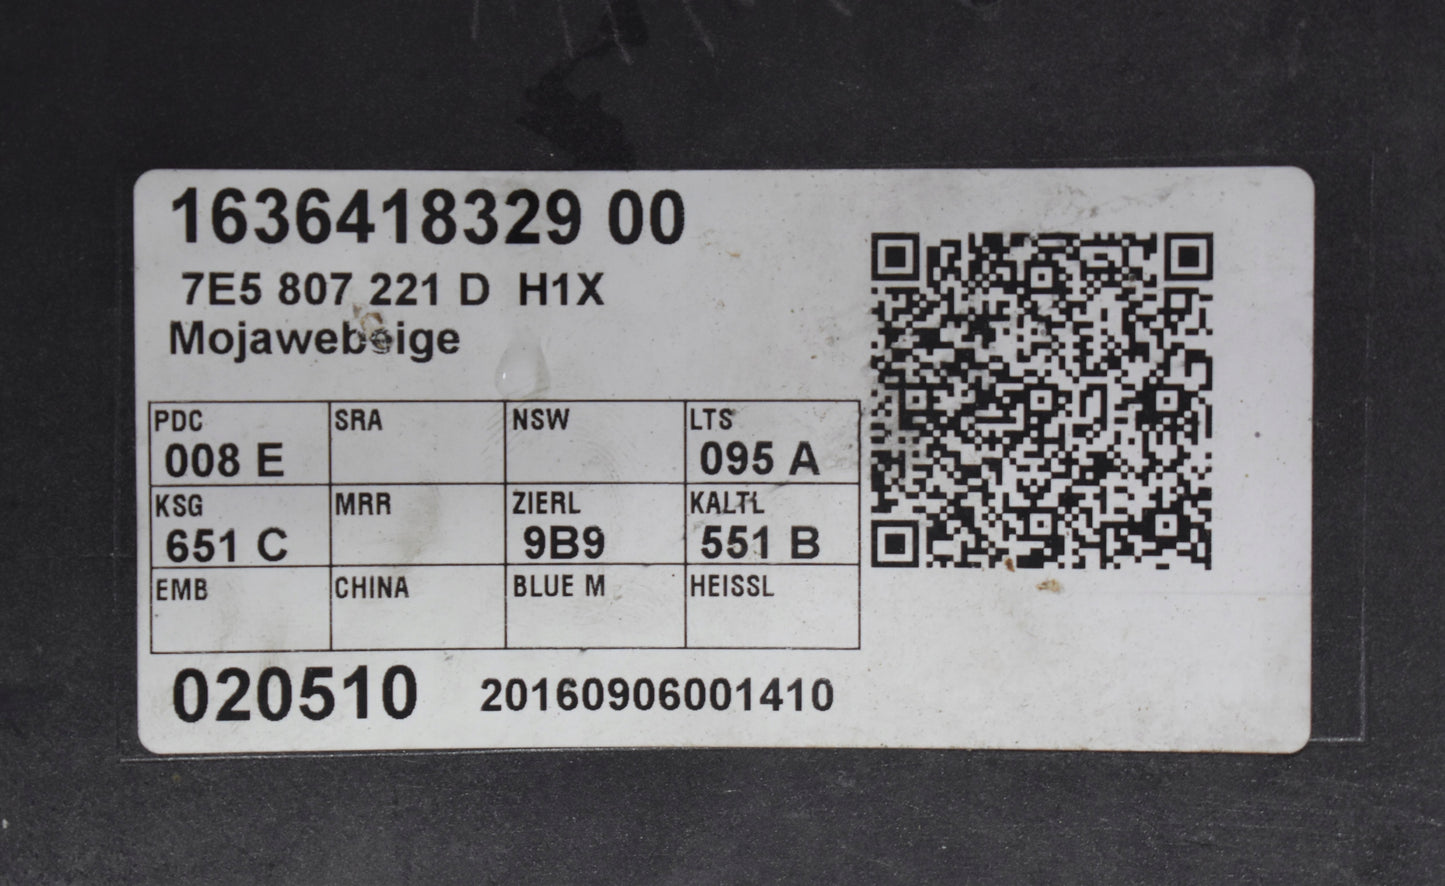 1636418329 00
7E5 807 221 D H1X
Mojawebeige
PDC SRA NSW LTS
008 E 095 A
KSG MRR ZIERL KALTL
651 C 9B9 551 B
EMB CHINA BLUE M HEISSL
020510 20160906001410